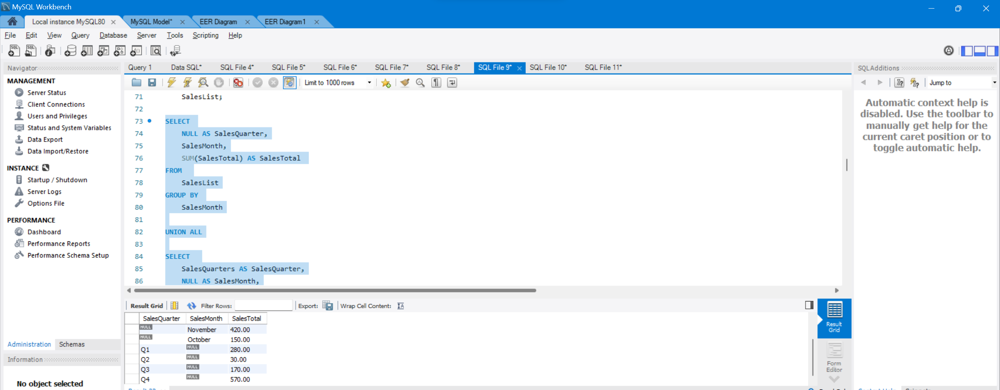 MySQL Workbench
Local instance MySQL80
MySQL Model*
EER Diagram
EER Diagram1
File Edit View Query Database Server Tools Scripting Help
Navigator
MANAGEMENT
Server Status
Client Connections
Users and Privileges
Status and System Variables
Data Export
Data Import/Restore
INSTANCE
Startup / Shutdown
Server Logs
Options File
PERFORMANCE
Dashboard
Performance Reports
Performance Schema Setup
Administration Schemas
Information
No object selected
Query 1 Data SQL* SQL File 4* SQL File 5* SQL File 6* SQL File 7* SQL File 8* SQL File 9* SQL File 10* SQL File 11*
Limit to 1000 rows
71 SalesList;
72
73 SELECT
74 NULL AS SalesQuarter,
75 SalesMonth,
76 SUM(SalesTotal) AS SalesTotal
77 FROM
78 SalesList
79 GROUP BY
80 SalesMonth
81
82 UNION ALL
83
84 SELECT
85 SalesQuarters AS SalesQuarter,
86 NULL AS SalesMonth,
Result Grid Filter Rows: Export: Wrap Cell Content:
SalesQuarter SalesMonth SalesTotal
NULL November 420.00
NULL October 150.00
Q1 NULL 280.00
Q2 NULL 30.00
Q3 NULL 170.00
Q4 NULL 570.00
Result
Grid
Form
Editor
SQLAdditions
Jump to
Automatic context help is
disabled. Use the toolbar to
manually get help for the
current caret position or to
toggle automatic help.